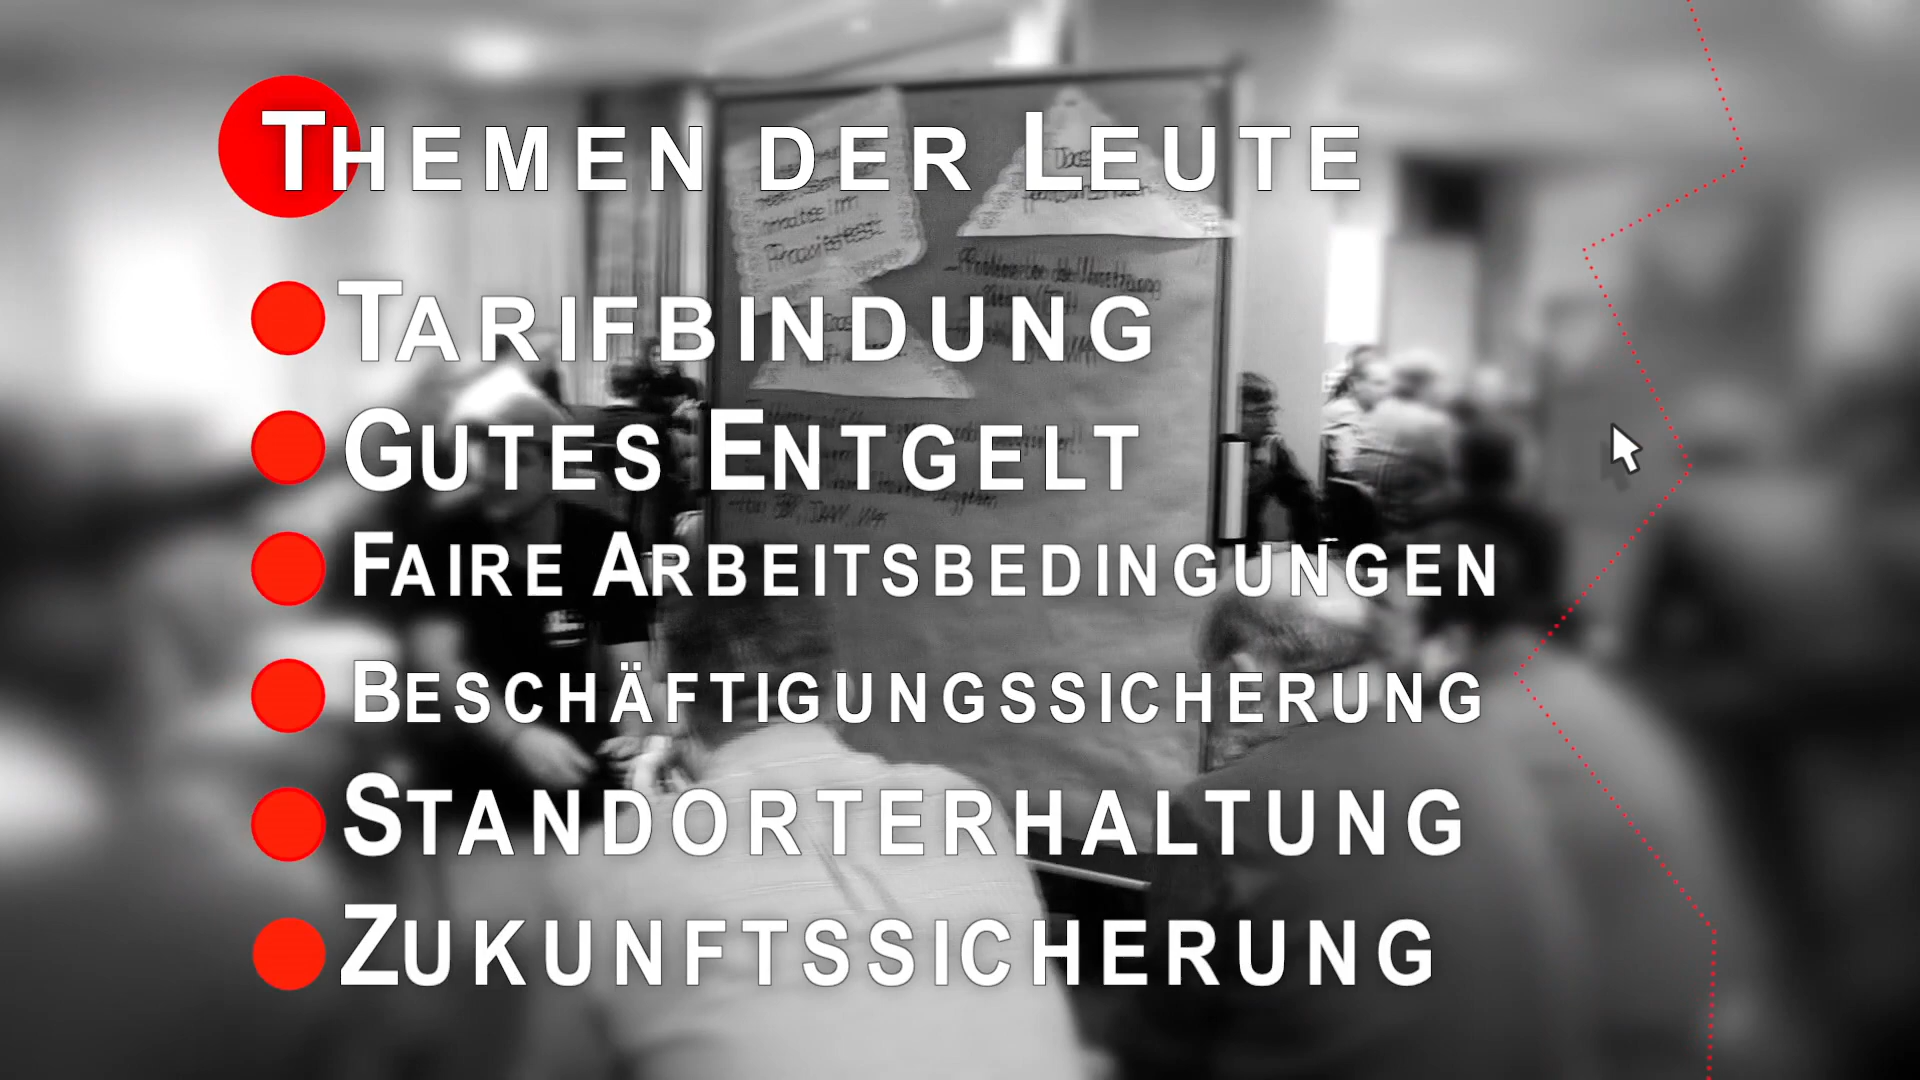 THEMEN DER LEUTE
TARIFBINDUNG
GUTES ENTGELT
FAIRE ARBEITSBEDINGUNGEN
BESCHÄFTIGUNGSSICHERUNG
STANDORTERHALTUNG
ZUKUNFTSSICHERUNG